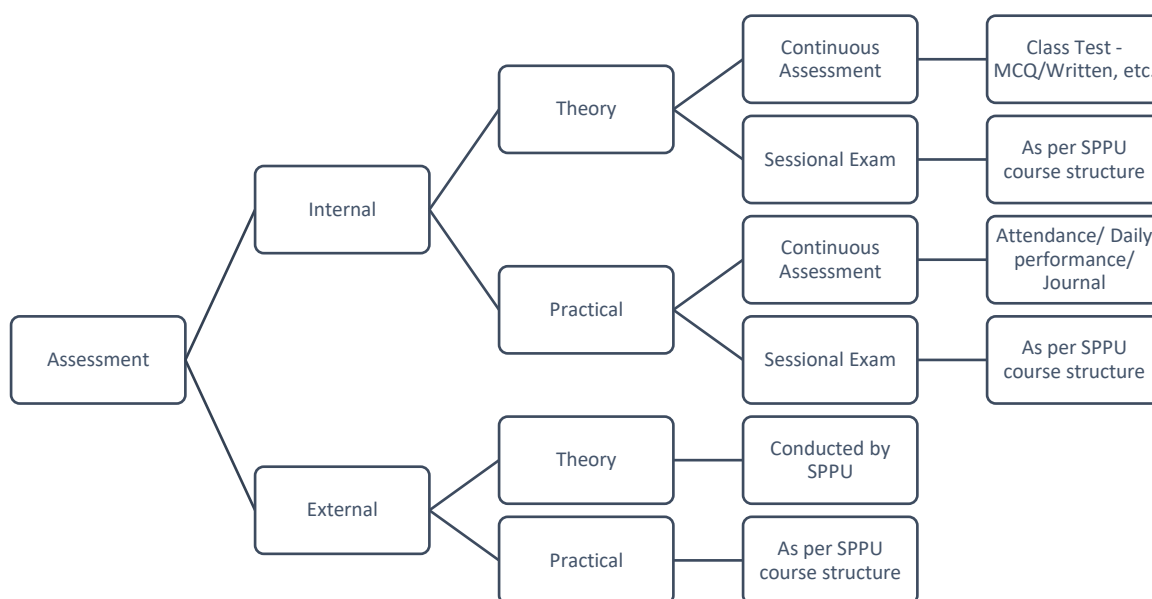 Continuous
Assessment
Class Test -
MCQ/Written, etc.
Theory
Sessional Exam
As per SPPU
course structure
Internal
Continuous
Assessment
Attendance/ Daily
performance/
Journal
Practical
Sessional Exam
As per SPPU
course structure
Assessment
Theory
Conducted by
SPPU
External
Practical
As per SPPU
course structure